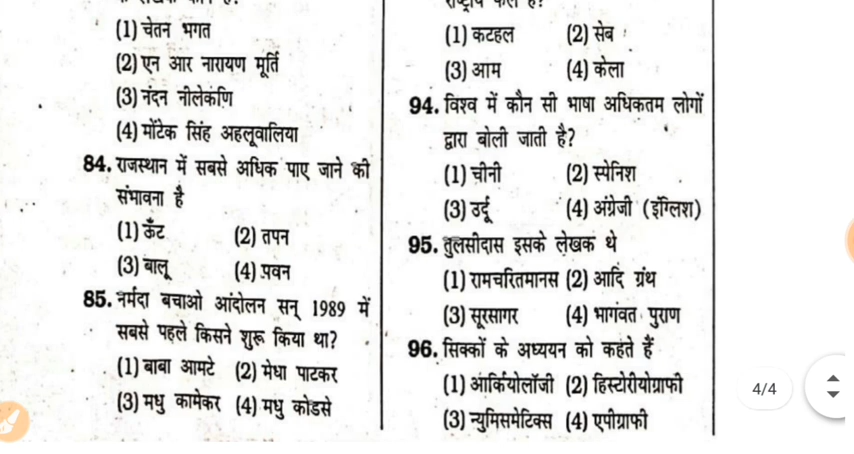 (1) चेतन भगत
(2) एन आर नारायण मूर्ति
(3) नंदन नीलेकणि
(4) मोंटेक सिंह अहलूवालिया
84. राजस्थान में सबसे अधिक पाए जाने की
संभावना है
(1) ऊँट (2) तपन
(3) बालू (4) पवन
85. नर्मदा बचाओ आंदोलन सन् 1989 में
सबसे पहले किसने शुरू किया था?
(1) बाबा आमटे (2) मेधा पाटकर
(3) मधु कामेकर (4) मधु कोडसे
(1) कटहल (2) सेब
(3) आम (4) केला
94. विश्व में कौन सी भाषा अधिकतम लोगों
द्वारा बोली जाती है?
(1) चीनी (2) स्पेनिश
(3) उर्दू (4) अंग्रेजी (इंग्लिश)
95. तुलसीदास इसके लेखक थे
(1) रामचरितमानस (2) आदि ग्रंथ
(3) सूरसागर (4) भागवत पुराण
96. सिक्कों के अध्ययन को कहते हैं
(1) आर्कियोलॉजी (2) हिस्टोरीयोग्राफी
(3) न्युमिसमेटिक्स (4) एपीग्राफी
4/4